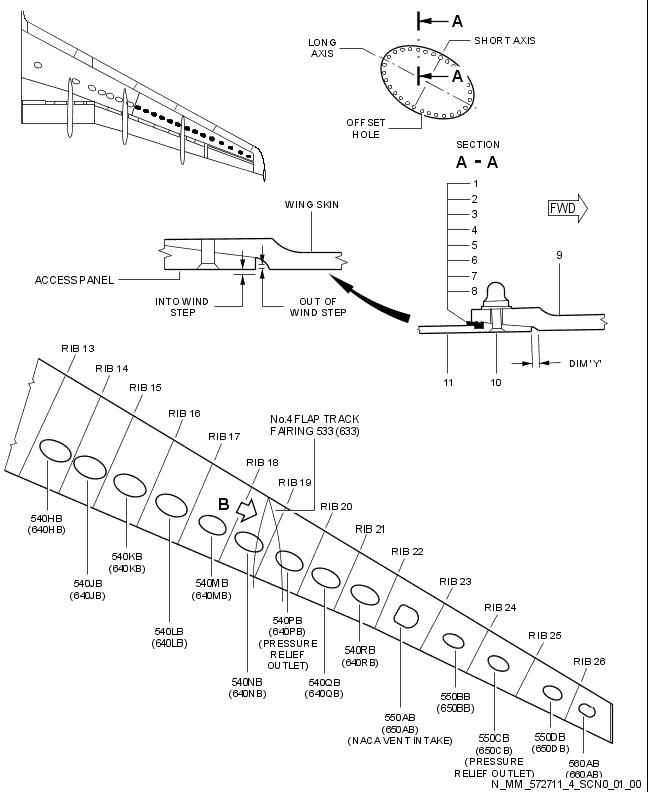 A
LONG
AXIS
SHORT AXIS
A
OFFSET
HOLE
SECTION
A - A
1
2
3
4
5
6
7
8
FWD
9
WING SKIN
ACCESS PANEL
INTO WIND
STEP
OUT OF
WIND STEP
11
10
DIM'Y'
RIB 13
RIB 14
RIB 15
RIB 16
RIB 17
RIB 18
RIB 19
RIB 20
RIB 21
RIB 22
RIB 23
RIB 24
RIB 25
RIB 26
No.4 FLAP TRACK
FAIRING 533 (633)
B
540HB
(640HB)
540JB
(640JB)
540KB
(640KB)
540LB
(640LB)
540MB
(640MB)
540NB
(640NB)
540PB
(640PB)
(PRESSURE
RELIEF
OUTLET)
540QB
(640QB)
540RB
(640RB)
550AB
(650AB)
(NACA VENT INTAKE)
550BB
(650BB)
550CB
(650CB)
(PRESSURE
RELIEF OUTLET)
550DB
(650DB)
560AB
(660AB)
N_MM_572711_4_SCN0_01_00